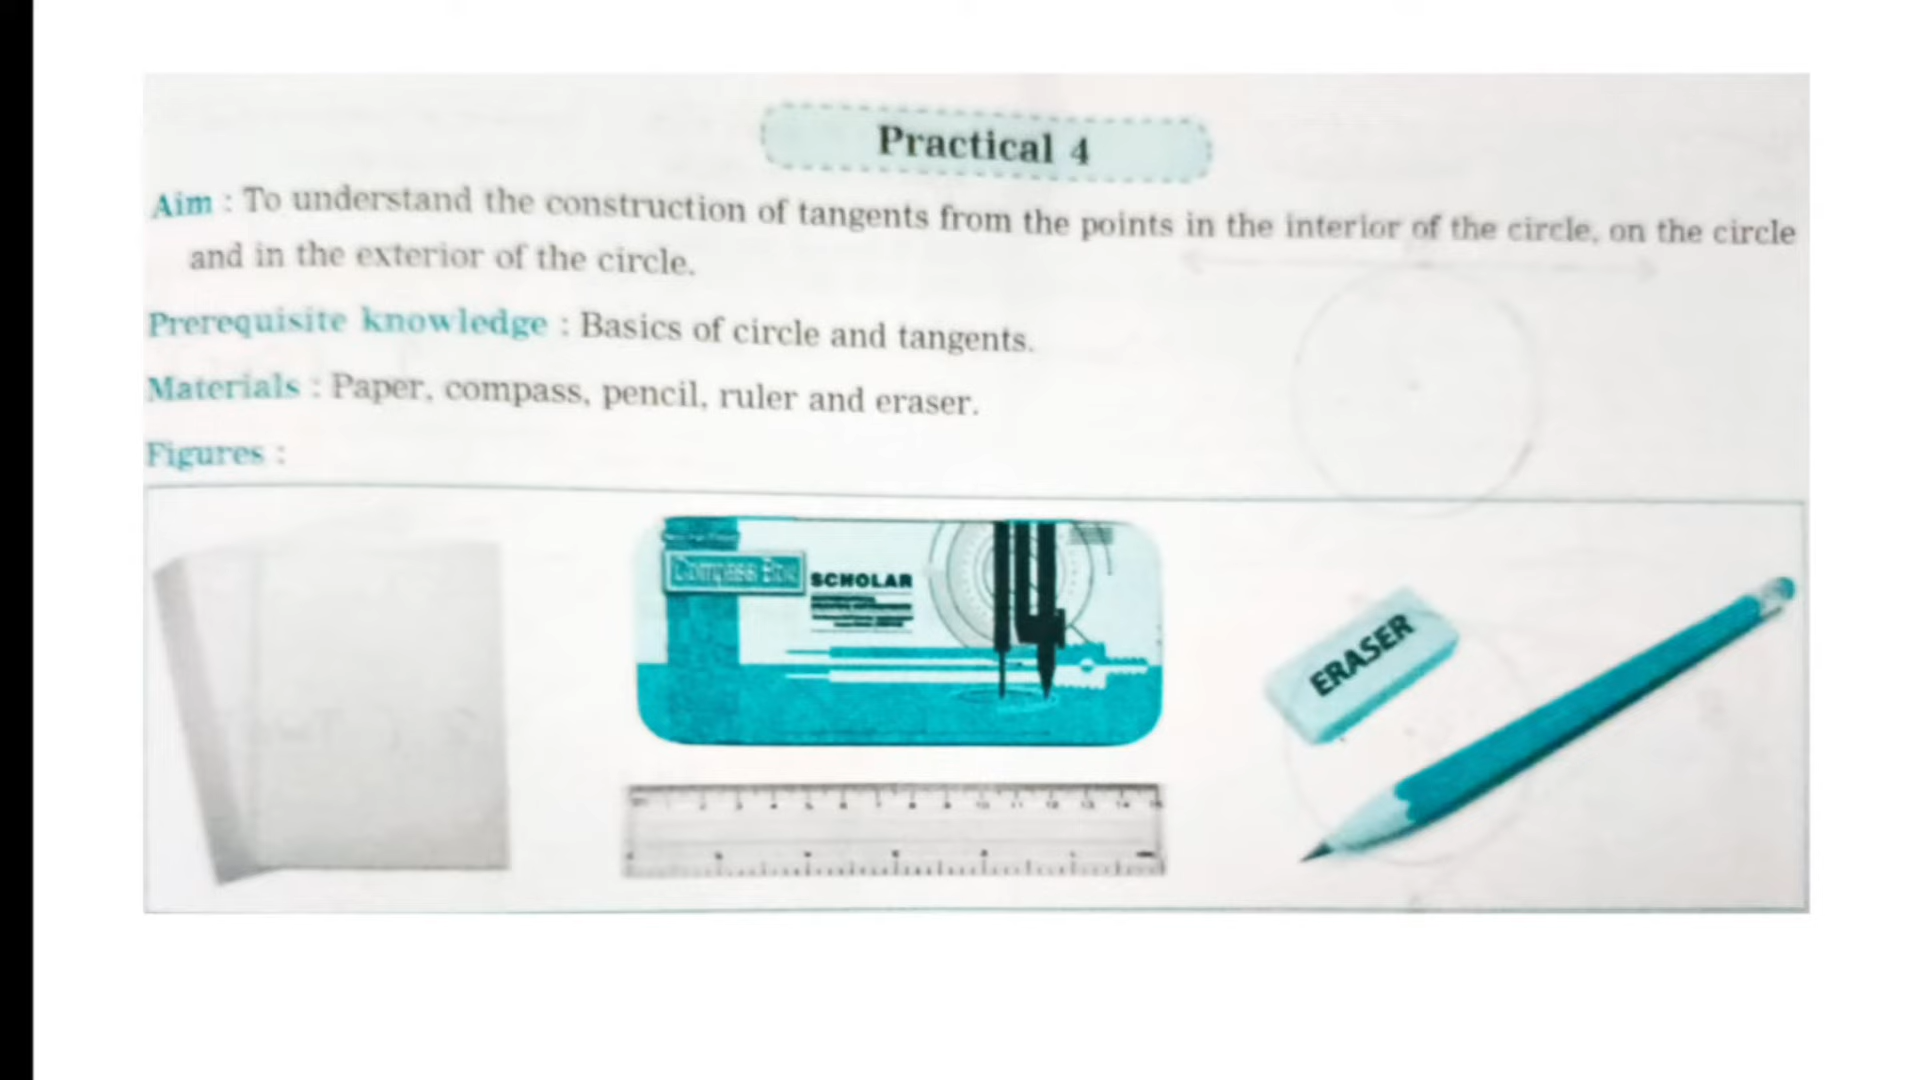 Practical 4
Aim : To understand the construction of tangents from the points in the interior of the circle, on the circle
and in the exterior of the circle.
Prerequisite knowledge : Basics of circle and tangents.
Materials : Paper, compass, pencil, ruler and eraser.
Figures :
Compass Box
SCHOLAR
ERASER